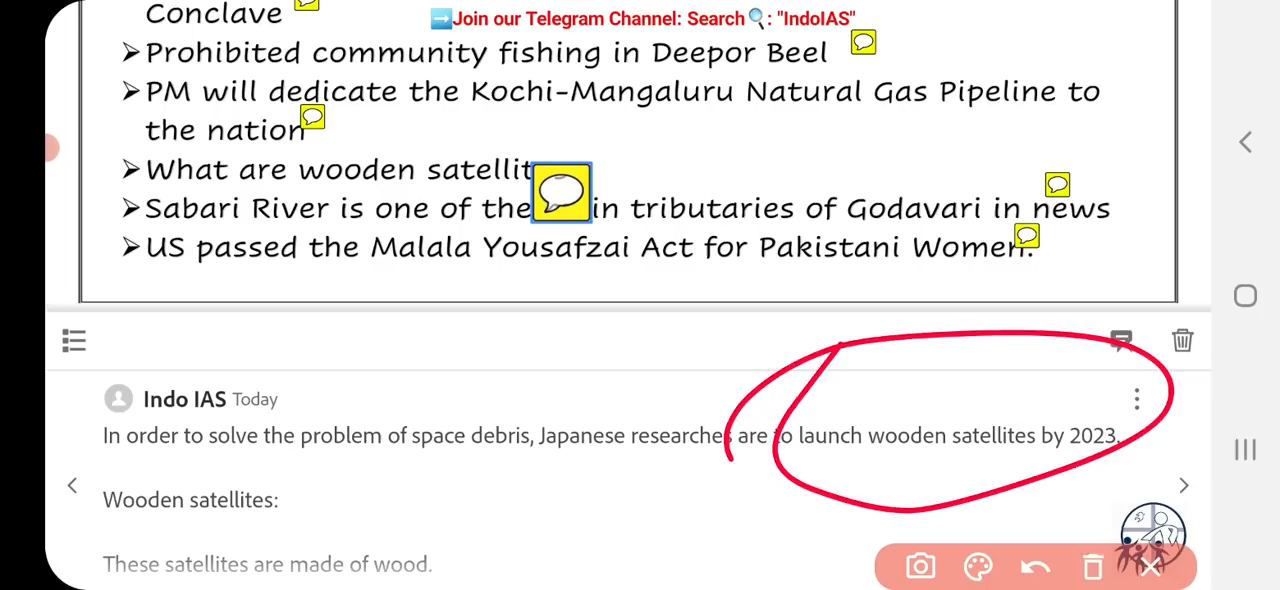 Conclave
Join our Telegram Channel: Search : "IndoIAS"
Prohibited community fishing in Deepor Beel
PM will dedicate the Kochi-Mangaluru Natural Gas Pipeline to
the nation
What are wooden satellit
Sabari River is one of the in tributaries of Godavari in news
US passed the Malala Yousafzai Act for Pakistani Women.
Indo IAS Today
In order to solve the problem of space debris, Japanese researches are to launch wooden satellites by 2023.
Wooden satellites:
These satellites are made of wood.